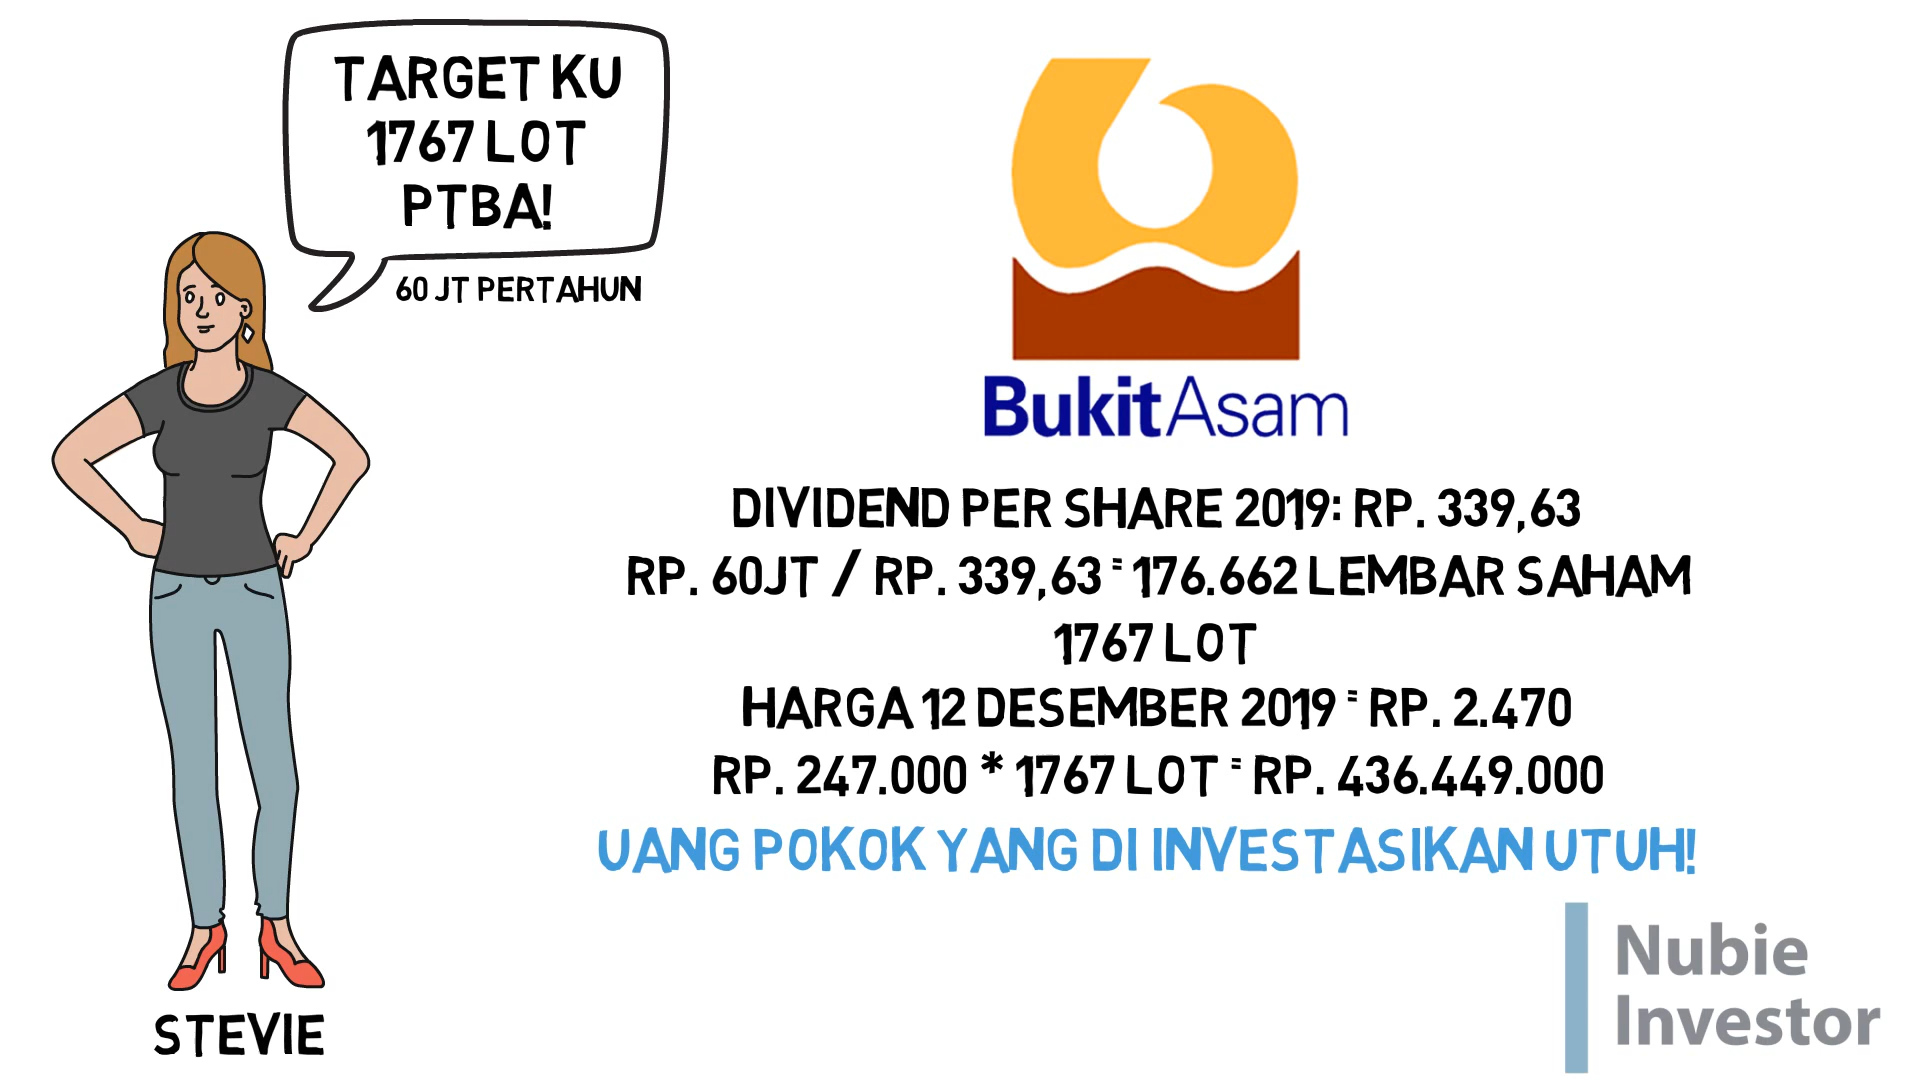 TARGET KU
1767 LOT
PTBA!
60 JT PERTAHUN
BukitAsam
DIVIDEND PER SHARE 2019: RP. 339,63
RP. 60JT / RP. 339,63 = 176.662 LEMBAR SAHAM
1767 LOT
HARGA 12 DESEMBER 2019 = RP. 2.470
RP. 247.000 * 1767 LOT = RP. 436.449.000
UANG POKOK YANG DI INVESTASIKAN UTUH!
Nubie
Investor
STEVIE